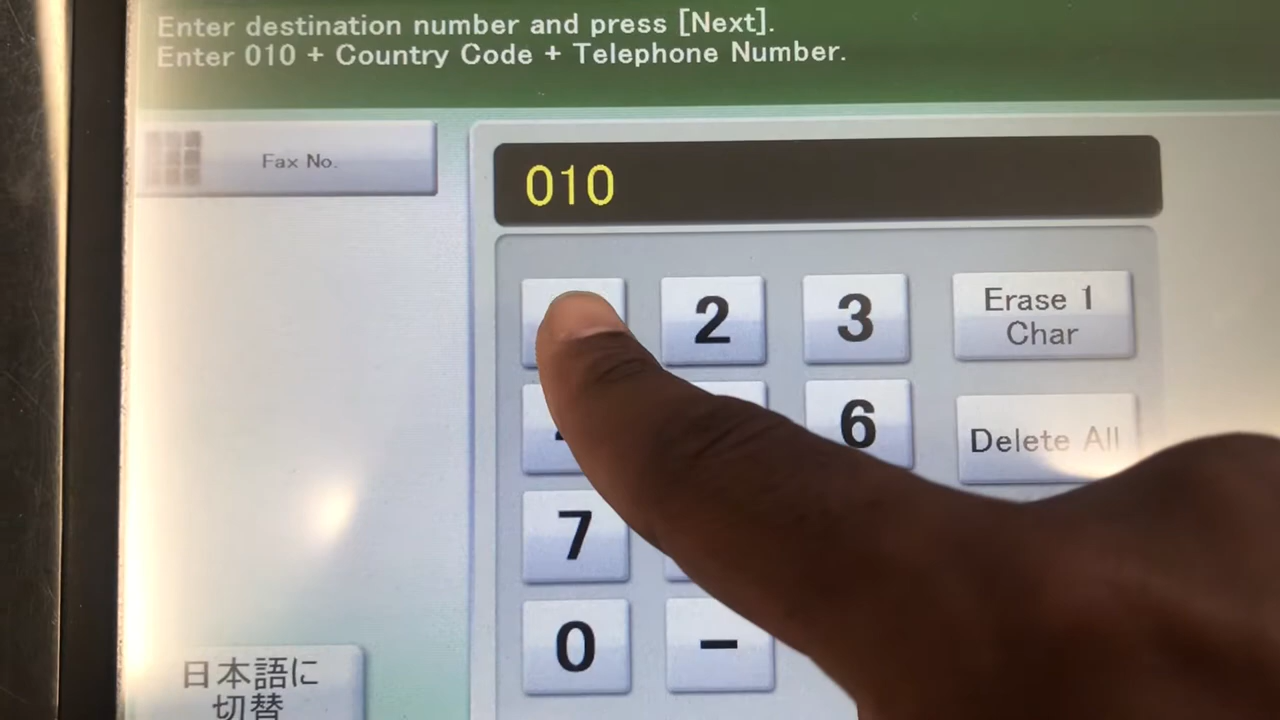 Enter destination number and press [Next].
Enter 010 + Country Code + Telephone Number.
Fax No.
010
2
3
Erase 1
Char
6
Delete All
7
0
-
日本語に
切替